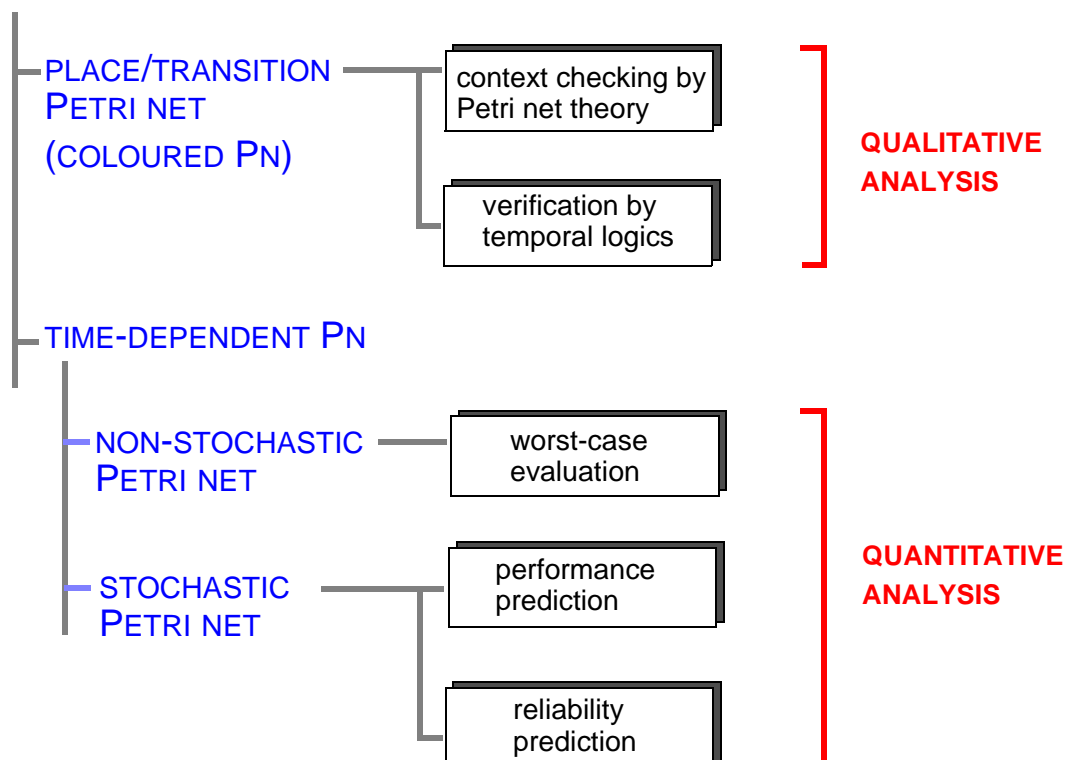 PLACE/TRANSITION
PETRI NET
(COLOURED PN)
context checking by
Petri net theory
verification by
temporal logics
QUALITATIVE
ANALYSIS
TIME-DEPENDENT PN
NON-STOCHASTIC
PETRI NET
worst-case
evaluation
STOCHASTIC
PETRI NET
performance
prediction
reliability
prediction
QUANTITATIVE
ANALYSIS